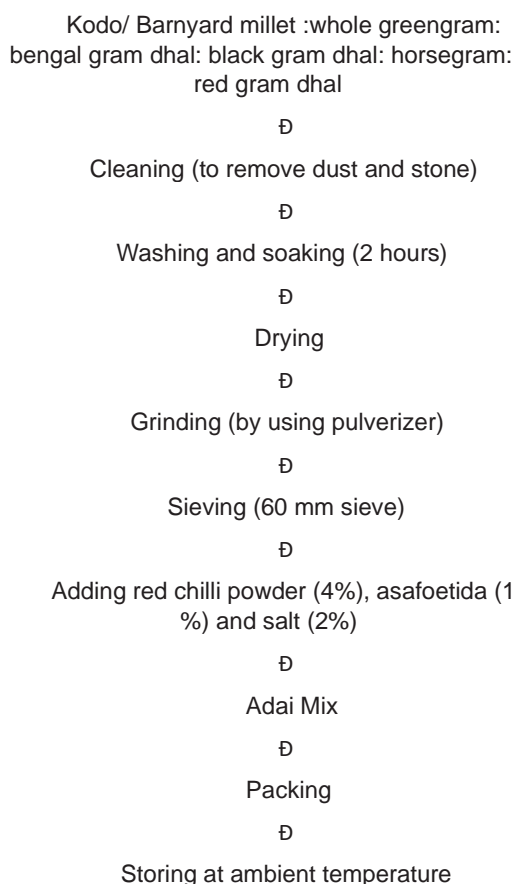 Kodo/ Barnyard millet :whole greengram:
bengal gram dhal: black gram dhal: horsegram:
red gram dhal
Ð
Cleaning (to remove dust and stone)
Ð
Washing and soaking (2 hours)
Ð
Drying
Ð
Grinding (by using pulverizer)
Ð
Sieving (60 mm sieve)
Ð
Adding red chilli powder (4%), asafoetida (1
%) and salt (2%)
Ð
Adai Mix
Ð
Packing
Ð
Storing at ambient temperature